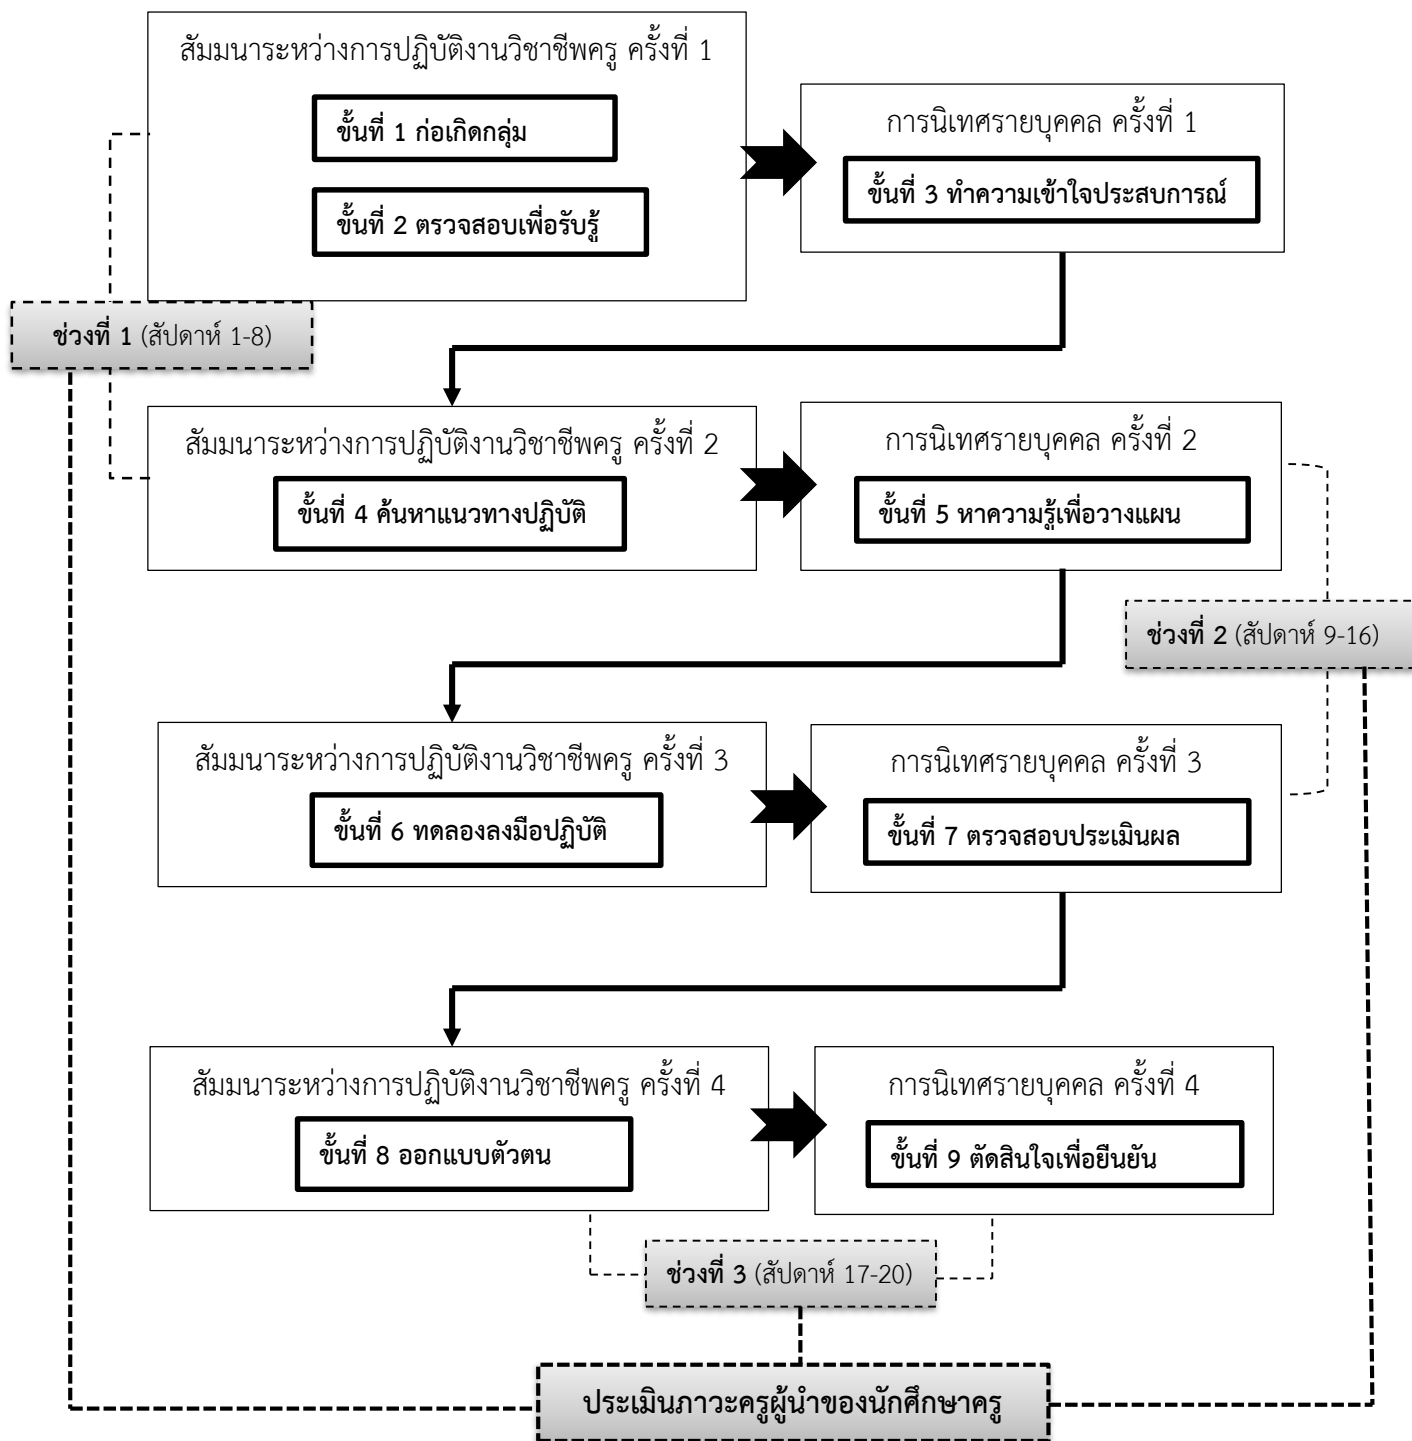 สัมมนาระหว่างการปฏิบัติงานวิชาชีพครู ครั้งที่ 1
ขั้นที่ 1 ก่อเกิดกลุ่ม
ขั้นที่ 2 ตรวจสอบเพื่อรับรู้
การนิเทศรายบุคคล ครั้งที่ 1
ขั้นที่ 3 ทำความเข้าใจประสบการณ์
ช่วงที่ 1 (สัปดาห์ 1-8)
สัมมนาระหว่างการปฏิบัติงานวิชาชีพครู ครั้งที่ 2
ขั้นที่ 4 ค้นหาแนวทางปฏิบัติ
การนิเทศรายบุคคล ครั้งที่ 2
ขั้นที่ 5 หาความรู้เพื่อวางแผน
ช่วงที่ 2 (สัปดาห์ 9-16)
สัมมนาระหว่างการปฏิบัติงานวิชาชีพครู ครั้งที่ 3
ขั้นที่ 6 ทดลองลงมือปฏิบัติ
การนิเทศรายบุคคล ครั้งที่ 3
ขั้นที่ 7 ตรวจสอบประเมินผล
สัมมนาระหว่างการปฏิบัติงานวิชาชีพครู ครั้งที่ 4
ขั้นที่ 8 ออกแบบตัวตน
การนิเทศรายบุคคล ครั้งที่ 4
ขั้นที่ 9 ตัดสินใจเพื่อยืนยัน
ช่วงที่ 3 (สัปดาห์ 17-20)
ประเมินภาวะครูผู้นำของนักศึกษาครู